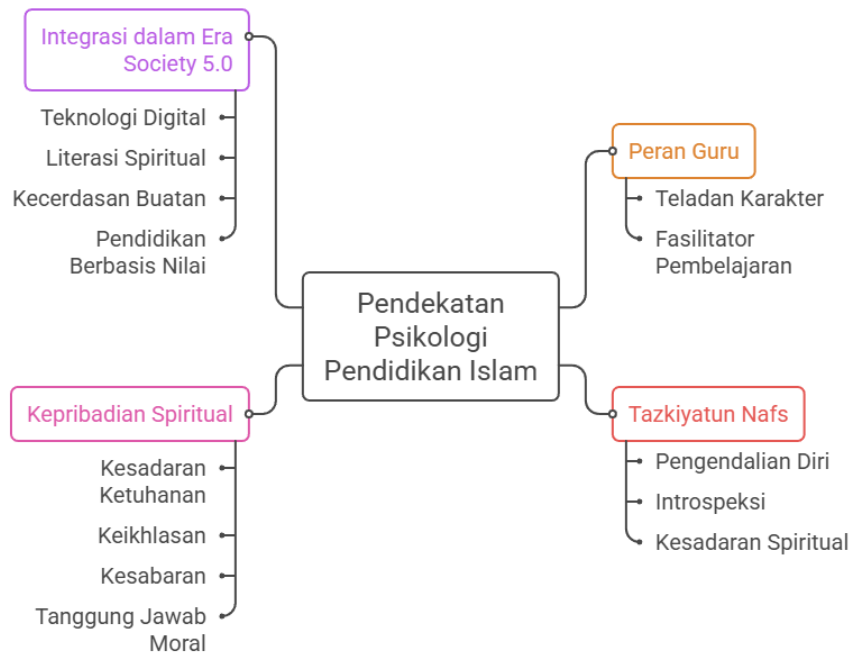 Integrasi dalam Era
Society 5.0
Teknologi Digital
Literasi Spiritual
Kecerdasan Buatan
Pendidikan
Berbasis Nilai
Peran Guru
Teladan Karakter
Fasilitator
Pembelajaran
Pendekatan
Psikologi
Pendidikan Islam
Kepribadian Spiritual
Kesadaran
Ketuhanan
Keikhlasan
Kesabaran
Tanggung Jawab
Moral
Tazkiyatun Nafs
Pengendalian Diri
Introspeksi
Kesadaran Spiritual